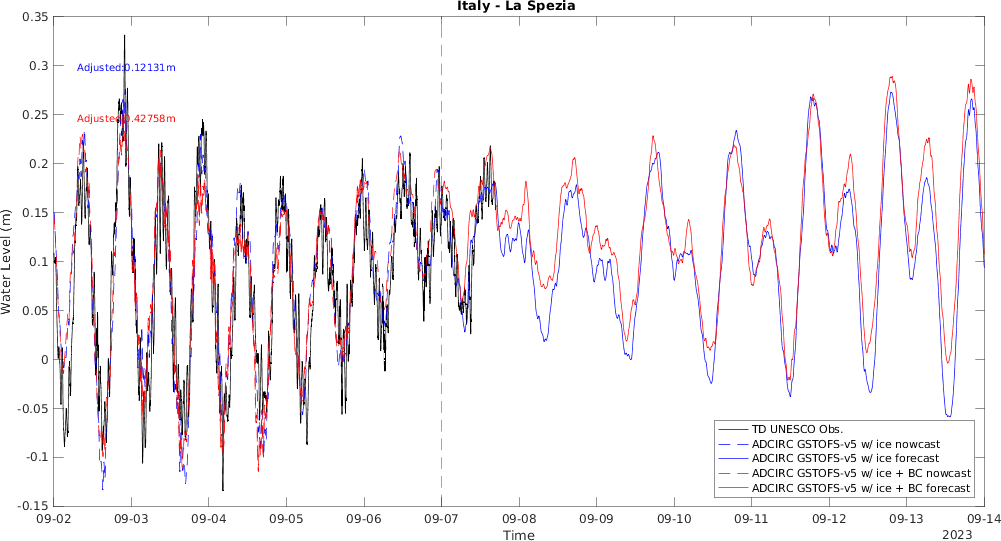 Italy - La Spezia
0.35
0.3
0.25
0.2
0.15
0.1
0.05
0
-0.05
-0.1
-0.15
Water Level (m)
Adjusted:0.12131m
Adjusted:0.42758m
TD UNESCO Obs.
ADCIRC GSTOFS-v5 w/ ice nowcast
ADCIRC GSTOFS-v5 w/ ice forecast
ADCIRC GSTOFS-v5 w/ ice + BC nowcast
ADCIRC GSTOFS-v5 w/ ice + BC forecast
09-02 09-03 09-04 09-05 09-06 09-07 09-08 09-09 09-10 09-11 09-12 09-13 09-14
Time
2023